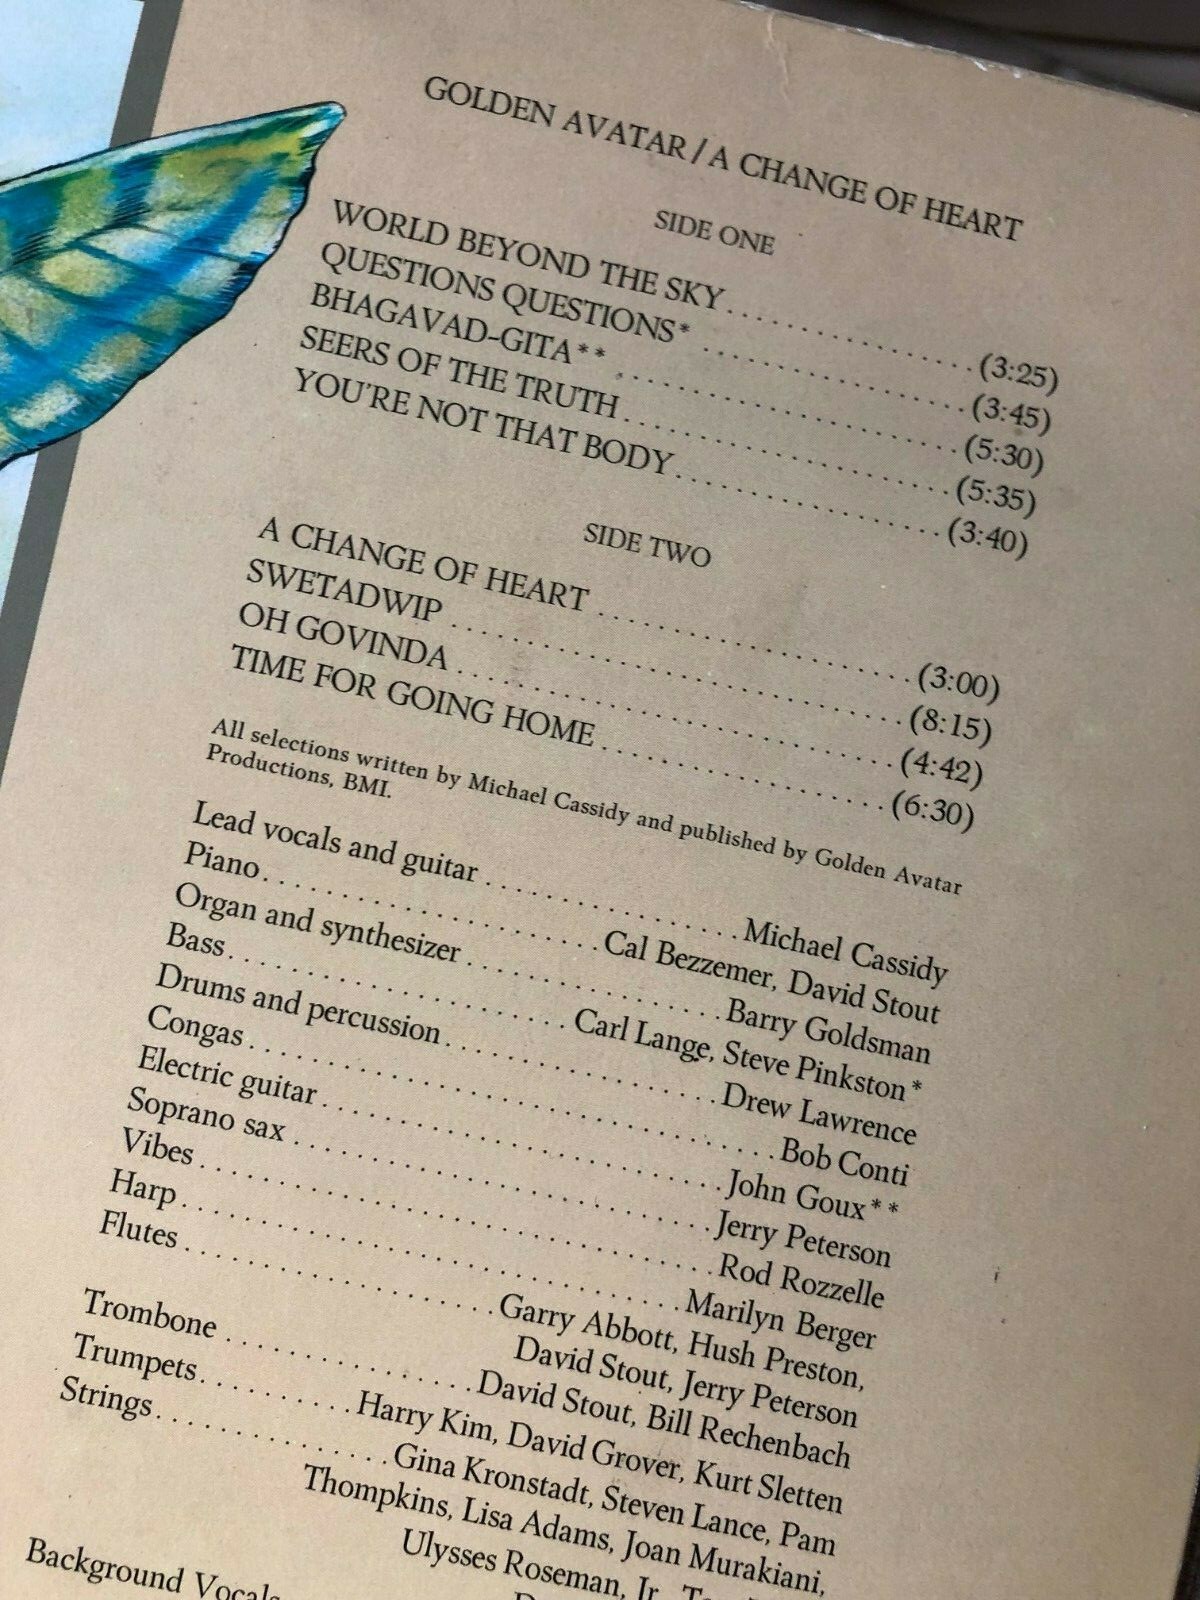 GOLDEN AVATAR / A CHANGE OF HEART
SIDE ONE
WORLD BEYOND THE SKY . . . . . . . . . . . . . . . . . . (3:25)
QUESTIONS QUESTIONS* . . . . . . . . . . . . . . . . . . (3:45)
BHAGAVAD-GITA** . . . . . . . . . . . . . . . . . . . . . . . (5:30)
SEERS OF THE TRUTH . . . . . . . . . . . . . . . . . . . . . . (5:35)
YOU'RE NOT THAT BODY . . . . . . . . . . . . . . . . . . (3:40)
SIDE TWO
A CHANGE OF HEART . . . . . . . . . . . . . . . . . . . . . (3:00)
SWETADWIP . . . . . . . . . . . . . . . . . . . . . . . . . . . . . . (8:15)
OH GOVINDA . . . . . . . . . . . . . . . . . . . . . . . . . . . . . (4:42)
TIME FOR GOING HOME . . . . . . . . . . . . . . . . . . . (6:30)
All selections written by Michael Cassidy and published by Golden Avatar
Productions, BMI.
Lead vocals and guitar . . . . . . . . . . . . . . . . . Michael Cassidy
Piano . . . . . . . . . . . . . . . . . . . . . . . Cal Bezzemer, David Stout
Organ and synthesizer . . . . . . . . . . . . . . . . . Barry Goldsman
Bass . . . . . . . . . . . . . . . . . . . . . . . Carl Lange, Steve Pinkston*
Drums and percussion . . . . . . . . . . . . . . . . . . Drew Lawrence
Congas . . . . . . . . . . . . . . . . . . . . . . . . . . . . . . . . . . . Bob Conti
Electric guitar . . . . . . . . . . . . . . . . . . . . . . . . . . . John Goux**
Soprano sax . . . . . . . . . . . . . . . . . . . . . . . . . . . Jerry Peterson
Vibes . . . . . . . . . . . . . . . . . . . . . . . . . . . . . . . . . Rod Rozzelle
Harp . . . . . . . . . . . . . . . . . . . . . . . . . . . . . . . . Marilyn Berger
Flutes . . . . . . . . . . . . . . . . . . . . Garry Abbott, Hush Preston,
David Stout, Jerry Peterson
Trombone . . . . . . . . . . . . . . . . David Stout, Bill Rechenbach
Trumpets . . . . . . . . . . Harry Kim, David Grover, Kurt Sletten
Strings . . . . . . . . . . . . . . . Gina Kronstadt, Steven Lance, Pam
Thompkins, Lisa Adams, Joan Murakiani,
Ulysses Roseman, Jr.
Background Vocals